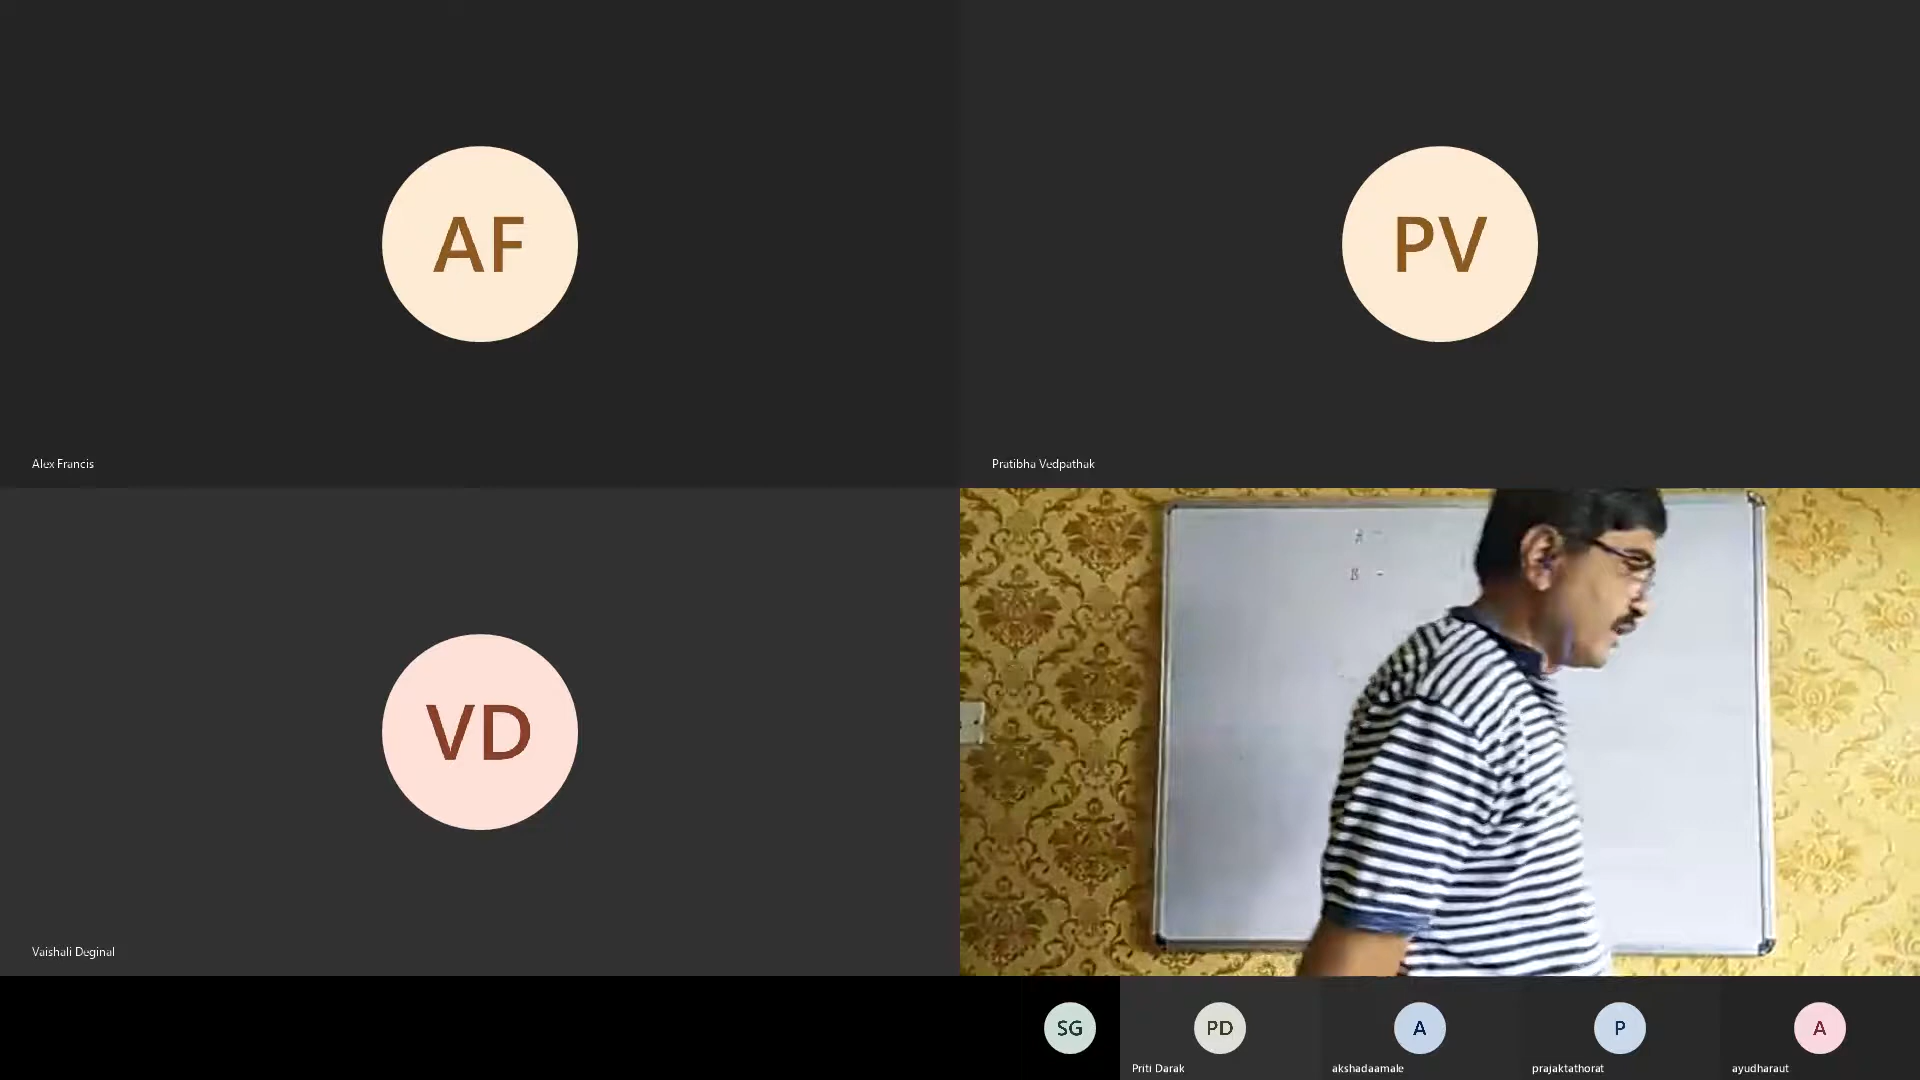 AF
PV
Alex Francis
Pratibha Vedpathak
VD
B -
Vaishali Deginal
SG
PD
A
P
A
Priti Darak
akshadaamale
prajaktathorat
ayudharaut